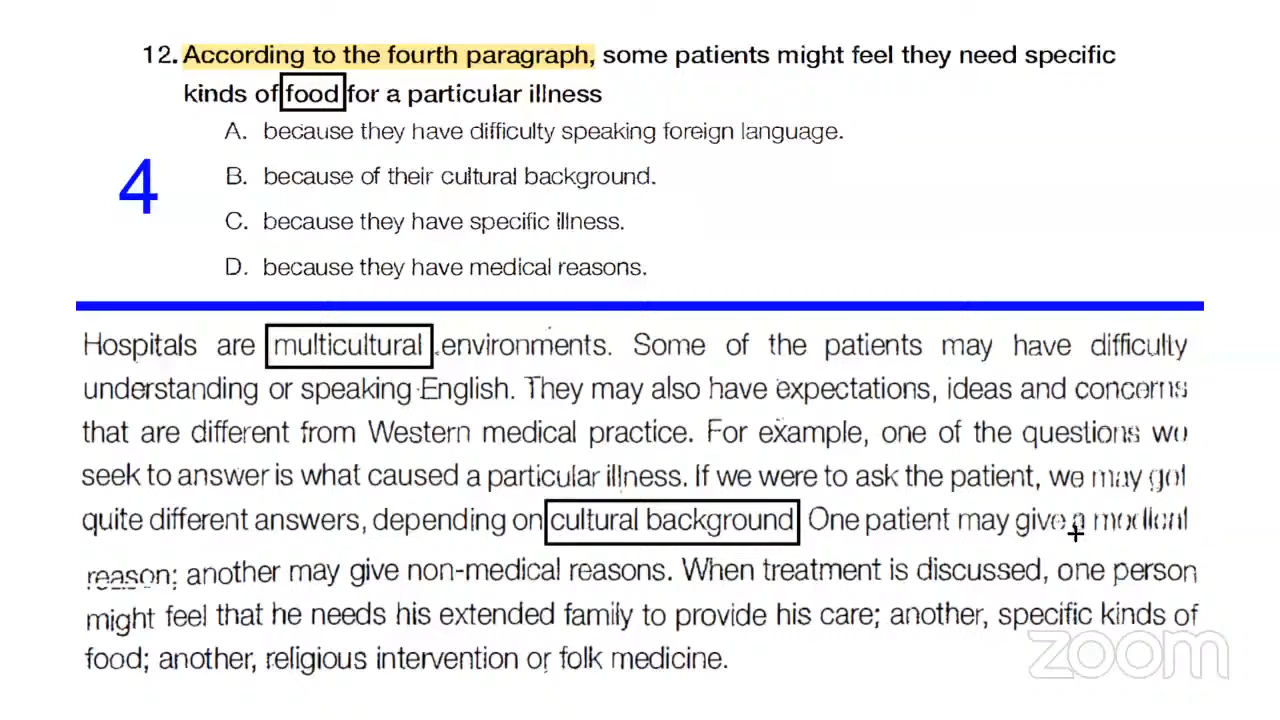 12. According to the fourth paragraph, some patients might feel they need specific
kinds of food for a particular illness
A. because they have difficulty speaking foreign language.
B. because of their cultural background.
4
C. because they have specific illness.
D. because they have medical reasons.
Hospitals are multicultural environments. Some of the patients may have difficulty
understanding or speaking English. They may also have expectations, ideas and concerns
that are different from Western medical practice. For example, one of the questions we
seek to answer is what caused a particular illness. If we were to ask the patient, we may get
quite different answers, depending on cultural background. One patient may give a medical
reason; another may give non-medical reasons. When treatment is discussed, one person
might feel that he needs his extended family to provide his care; another, specific kinds of
food; another, religious intervention or folk medicine.
zoom